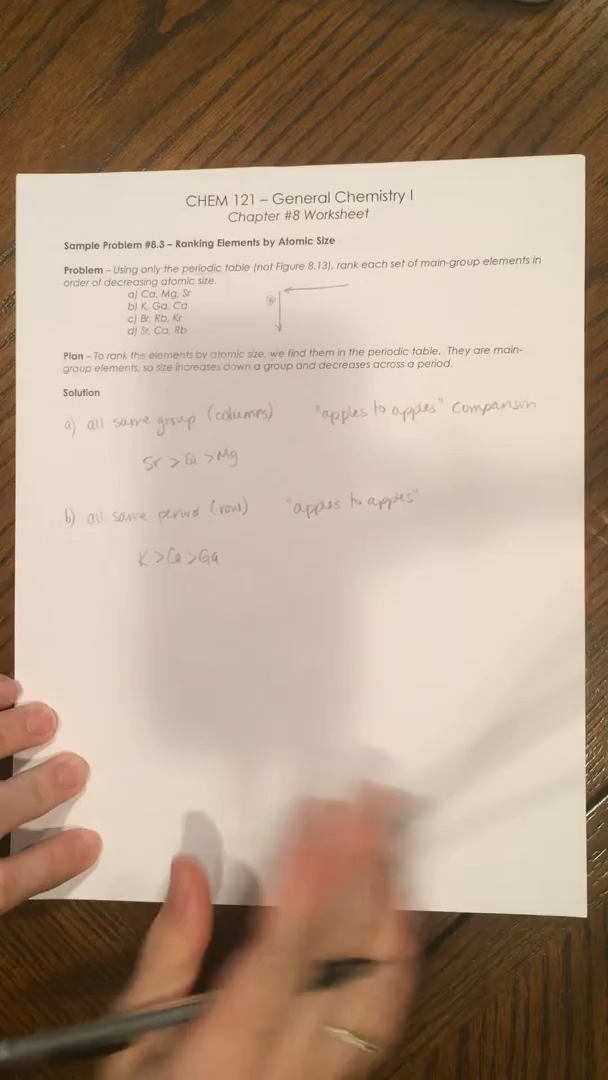 CHEM 121 – General Chemistry I
Chapter #8 Worksheet
Sample Problem #8.3 – Ranking Elements by Atomic Size
Problem – Using only the periodic table (not Figure 8.13), rank each set of main-group elements in
order of decreasing atomic size.
a) Ca, Mg, Sr
b) K, Ga, Ca
c) Br, Rb, Kr
d) Sr, Ca, Rb
Plan – To rank the elements by atomic size, we find them in the periodic table. They are main-
group elements, so size increases down a group and decreases across a period.
Solution
a) all same group (columns) "apples to apples" comparison
Sr > Ca > Mg
b) all same period (row) "apples to apples"
K > Ca > Ga